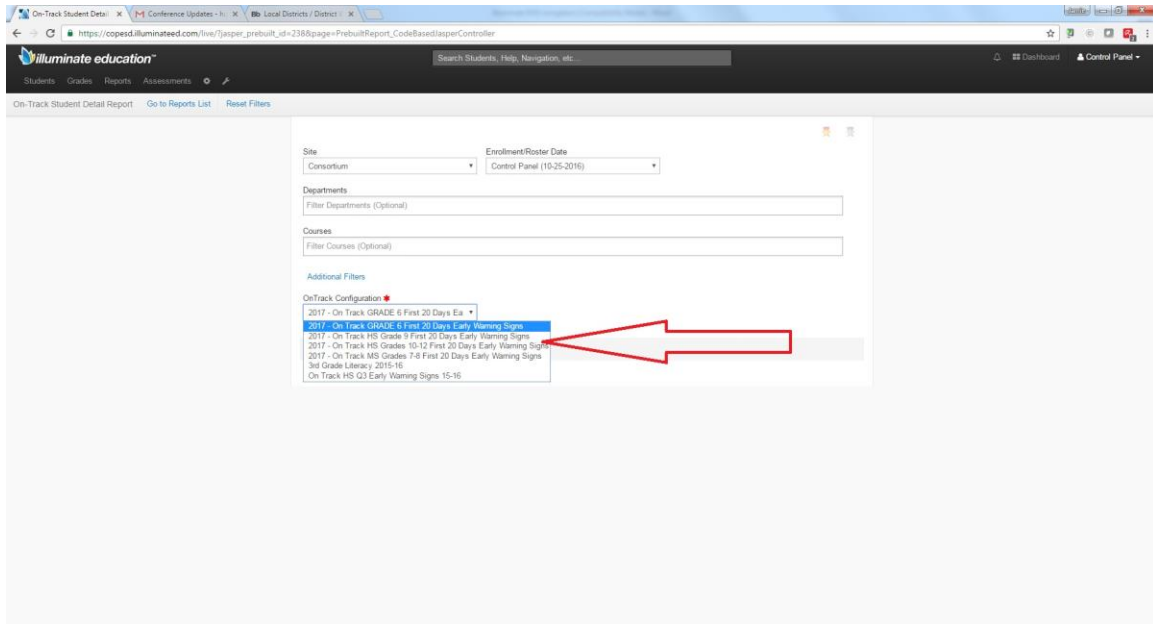 On-Track Student Detail
Conference Updates -
Bb Local Districts / District
https://copesd.illuminateed.com/live/?jasper_prebuilt_id=238&page=PrebuiltReport_CodeBasedJasperController
illuminate education™
Search Students, Help, Navigation, etc...
Dashboard
Control Panel
Students Grades Reports Assessments
On-Track Student Detail Report Go to Reports List Reset Filters
Site Enrollment/Roster Date
Consortium Control Panel (10-25-2016)
Departments
Filter Departments (Optional)
Courses
Filter Courses (Optional)
Additional Filters
OnTrack Configuration
2017 - On Track GRADE 6 First 20 Days Ea
2017 - On Track GRADE 6 First 20 Days Early Warning Signs
2017 - On Track HS Grade 9 First 20 Days Early Warning Signs
2017 - On Track HS Grades 10-12 First 20 Days Early Warning Signs
2017 - On Track MS Grades 7-8 First 20 Days Early Warning Signs
3rd Grade Literacy 2015-16
On Track HS Q3 Early Warning Signs 15-16